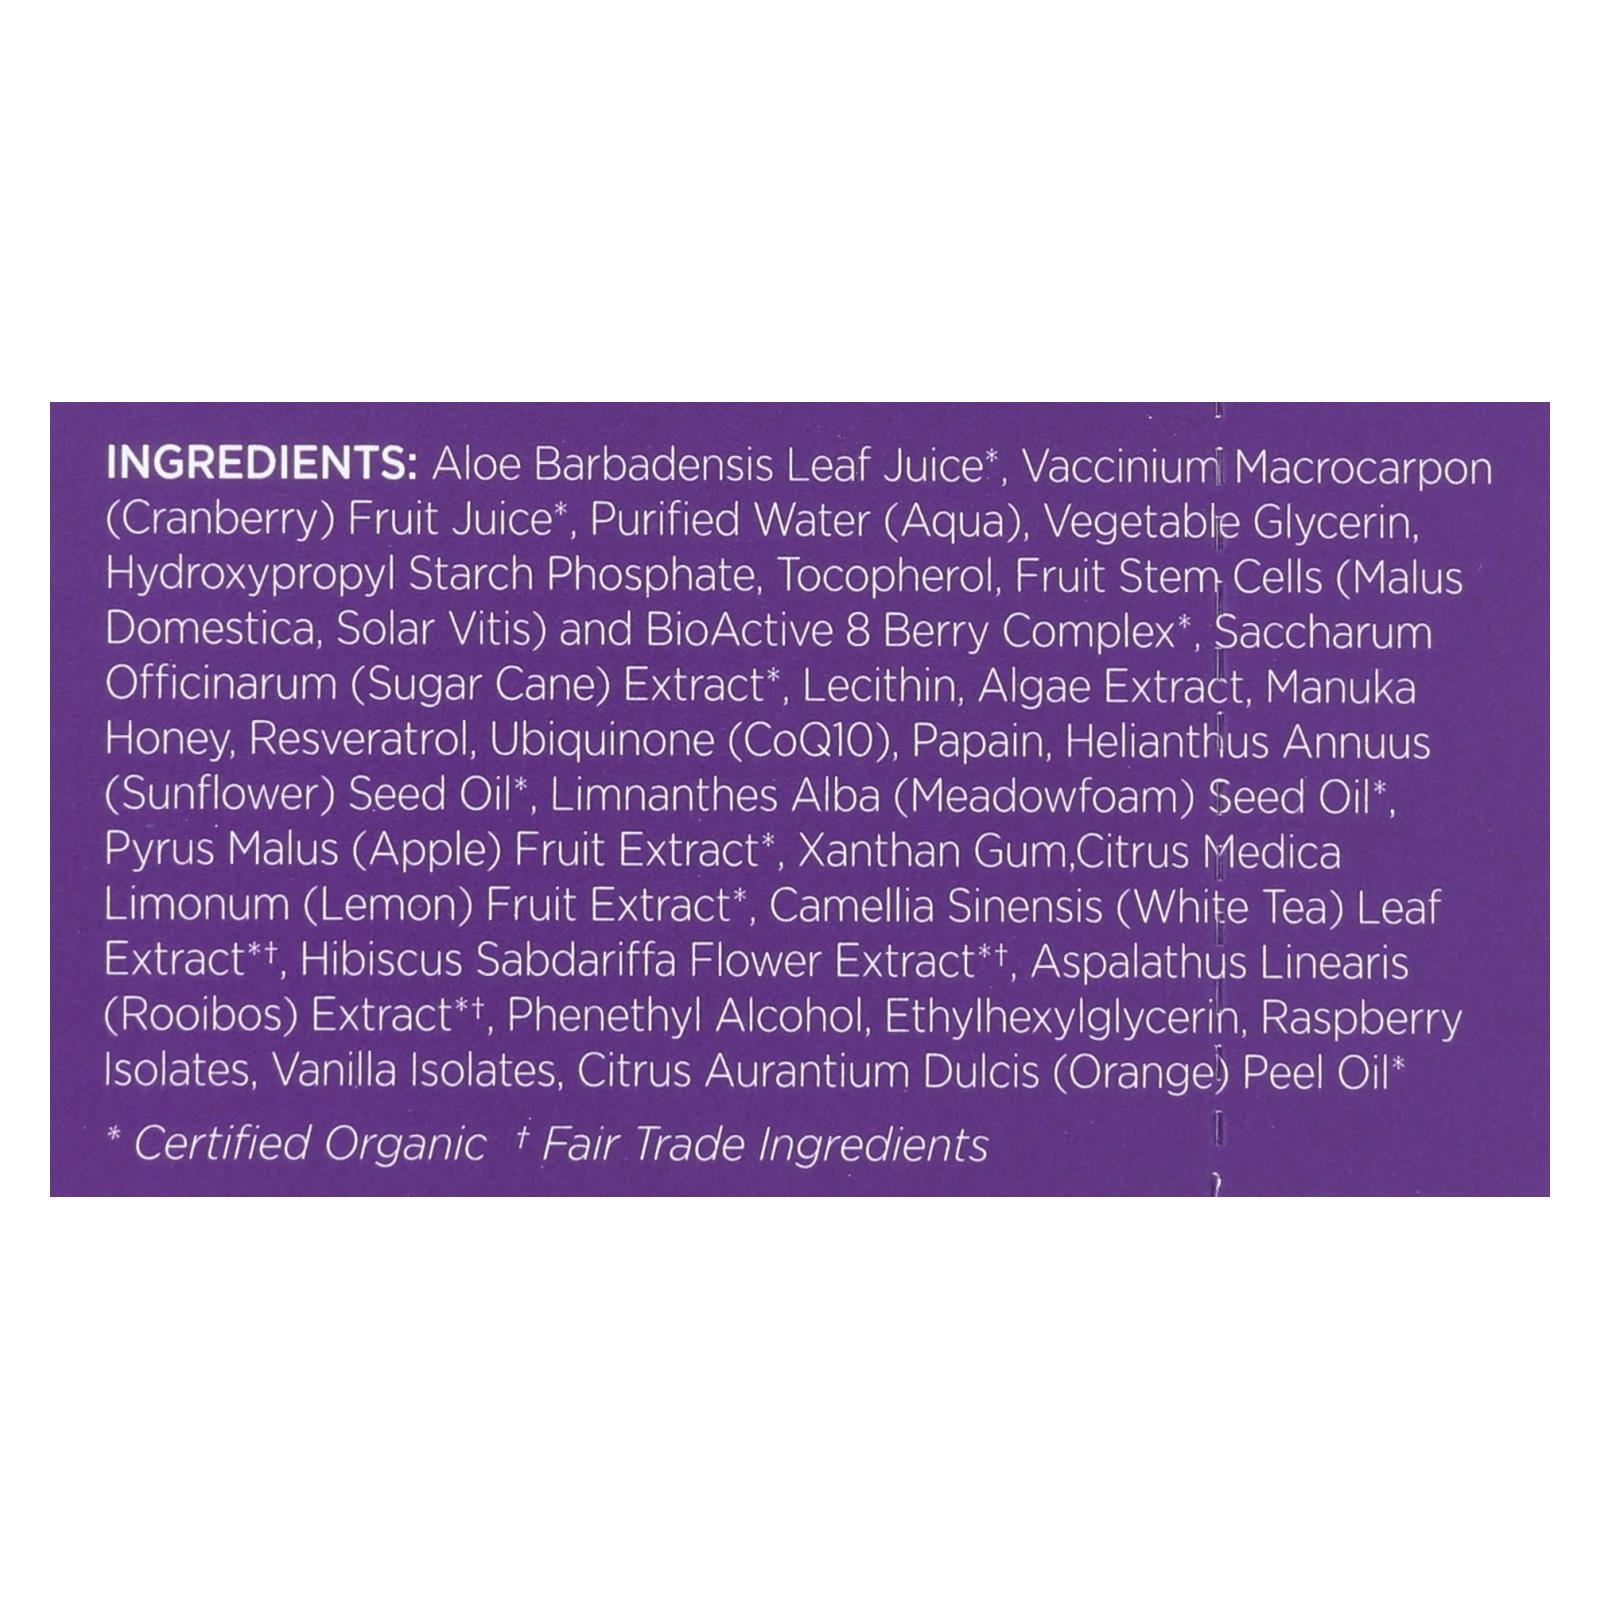 INGREDIENTS: Aloe Barbadensis Leaf Juice*, Vaccinium Macrocarpon
(Cranberry) Fruit Juice*, Purified Water (Aqua), Vegetable Glycerin,
Hydroxypropyl Starch Phosphate, Tocopherol, Fruit Stem Cells (Malus
Domestica, Solar Vitis) and BioActive 8 Berry Complex*, Saccharum
Officinarum (Sugar Cane) Extract*, Lecithin, Algae Extract, Manuka
Honey, Resveratrol, Ubiquinone (CoQ10), Papain, Helianthus Annuus
(Sunflower) Seed Oil*, Limnanthes Alba (Meadowfoam) Seed Oil*,
Pyrus Malus (Apple) Fruit Extract*, Xanthan Gum,Citrus Medica
Limonum (Lemon) Fruit Extract*, Camellia Sinensis (White Tea) Leaf
Extract*†, Hibiscus Sabdariffa Flower Extract*†, Aspalathus Linearis
(Rooibos) Extract*†, Phenethyl Alcohol, Ethylhexylglycerin, Raspberry
Isolates, Vanilla Isolates, Citrus Aurantium Dulcis (Orange) Peel Oil*
* Certified Organic † Fair Trade Ingredients